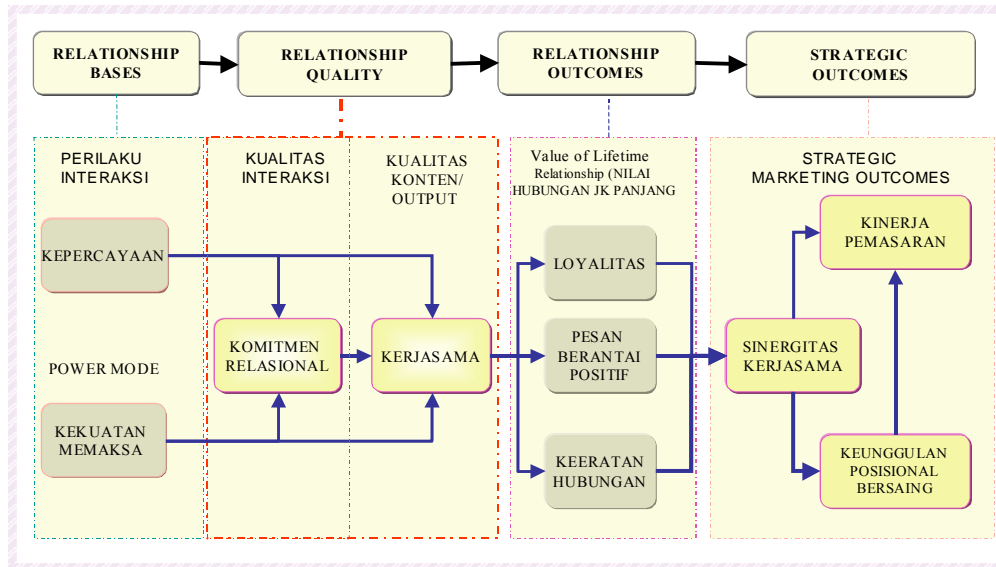 RELATIONSHIP
BASES
RELATIONSHIP
QUALITY
RELATIONSHIP
OUTCOMES
STRATEGIC
OUTCOMES
PERILAKU
INTERAKSI
KUALITAS
INTERAKSI
KUALITAS
KONTEN/
OUTPUT
Value of Lifetime
Relationship (NILAI
HUBUNGAN JK PANJANG
STRATEGIC
MARKETING OUTCOMES
KEPERCAYAAN
POWER MODE
KEKUATAN
MEMAKSA
KOMITMEN
RELASIONAL
KERJASAMA
LOYALITAS
PESAN
BERANTAI
POSITIF
KEERATAN
HUBUNGAN
SINERGITAS
KERJASAMA
KINERJA
PEMASARAN
KEUNGGULAN
POSISIONAL
BERSAING